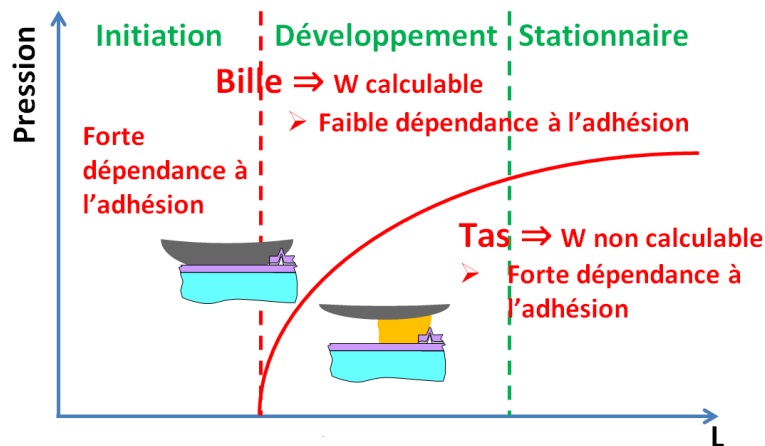 Initiation
Développement
Stationnaire
Pression
Bille ⇒ W calculable
➢ Faible dépendance à l’adhésion
Forte
dépendance à
l’adhésion
Tas ⇒ W non calculable
➢ Forte dépendance à
l’adhésion
L